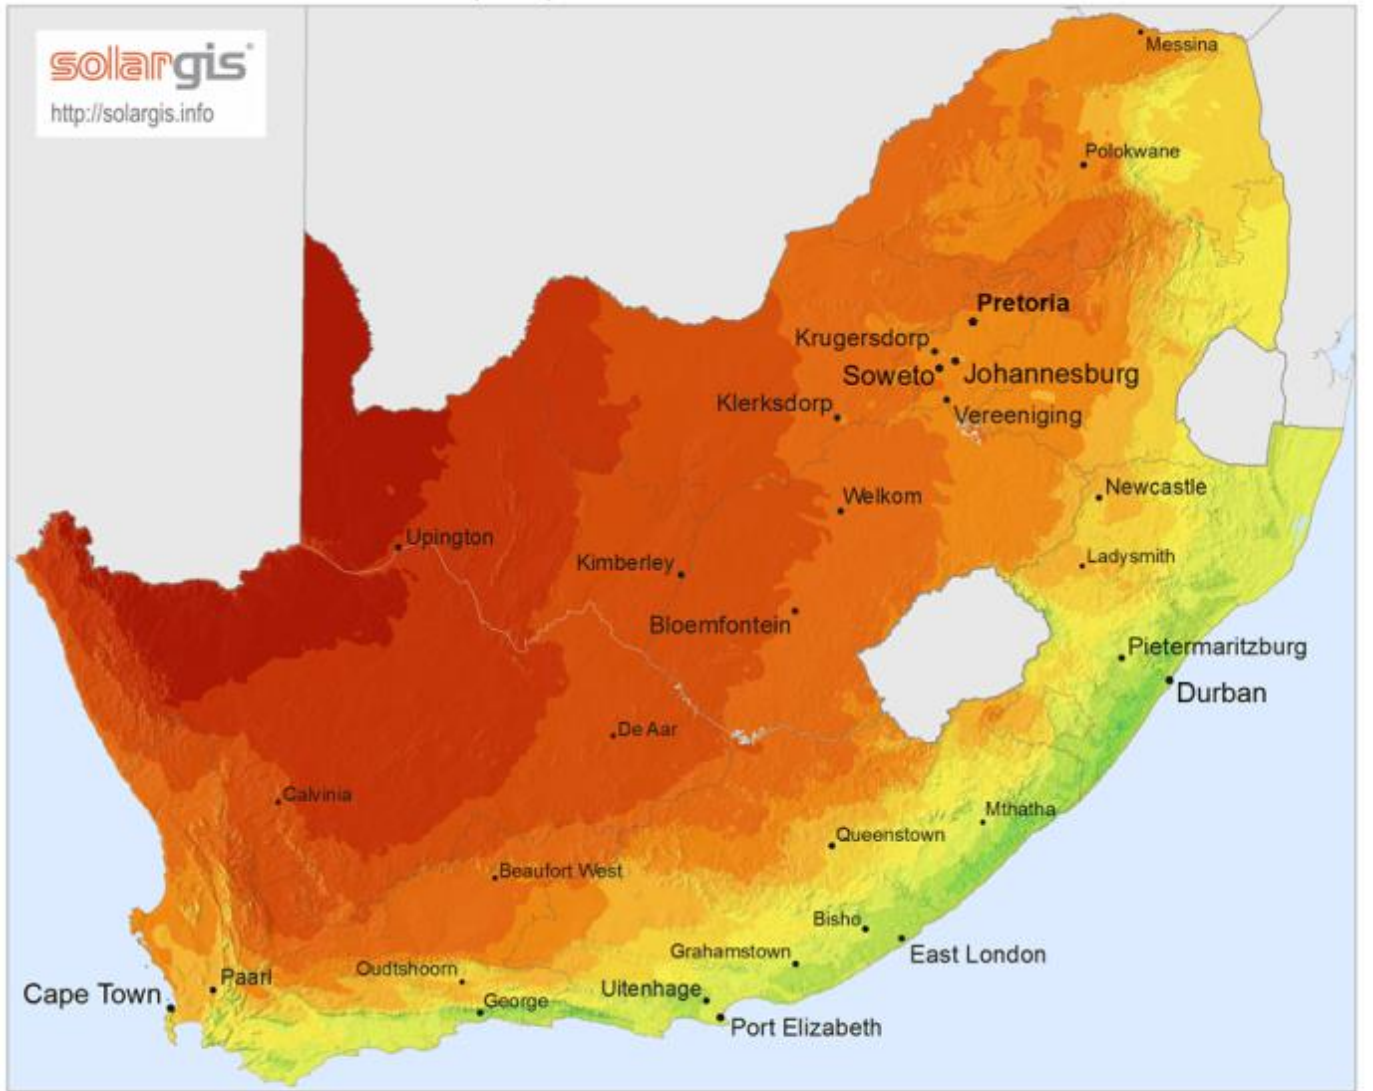 solargis
http://solargis.info
Messina
Polokwane
Pretoria
Krugersdorp
Soweto
Johannesburg
Klerksdorp
Vereeniging
Newcastle
Welkom
Upington
Ladysmith
Kimberley
Bloemfontein
Pietermaritzburg
Durban
De Aar
Calvinia
Mthatha
Queenstown
Beaufort West
Bisho
East London
Grahamstown
Oudtshoorn
Paarl
Uitenhage
Cape Town
George
Port Elizabeth